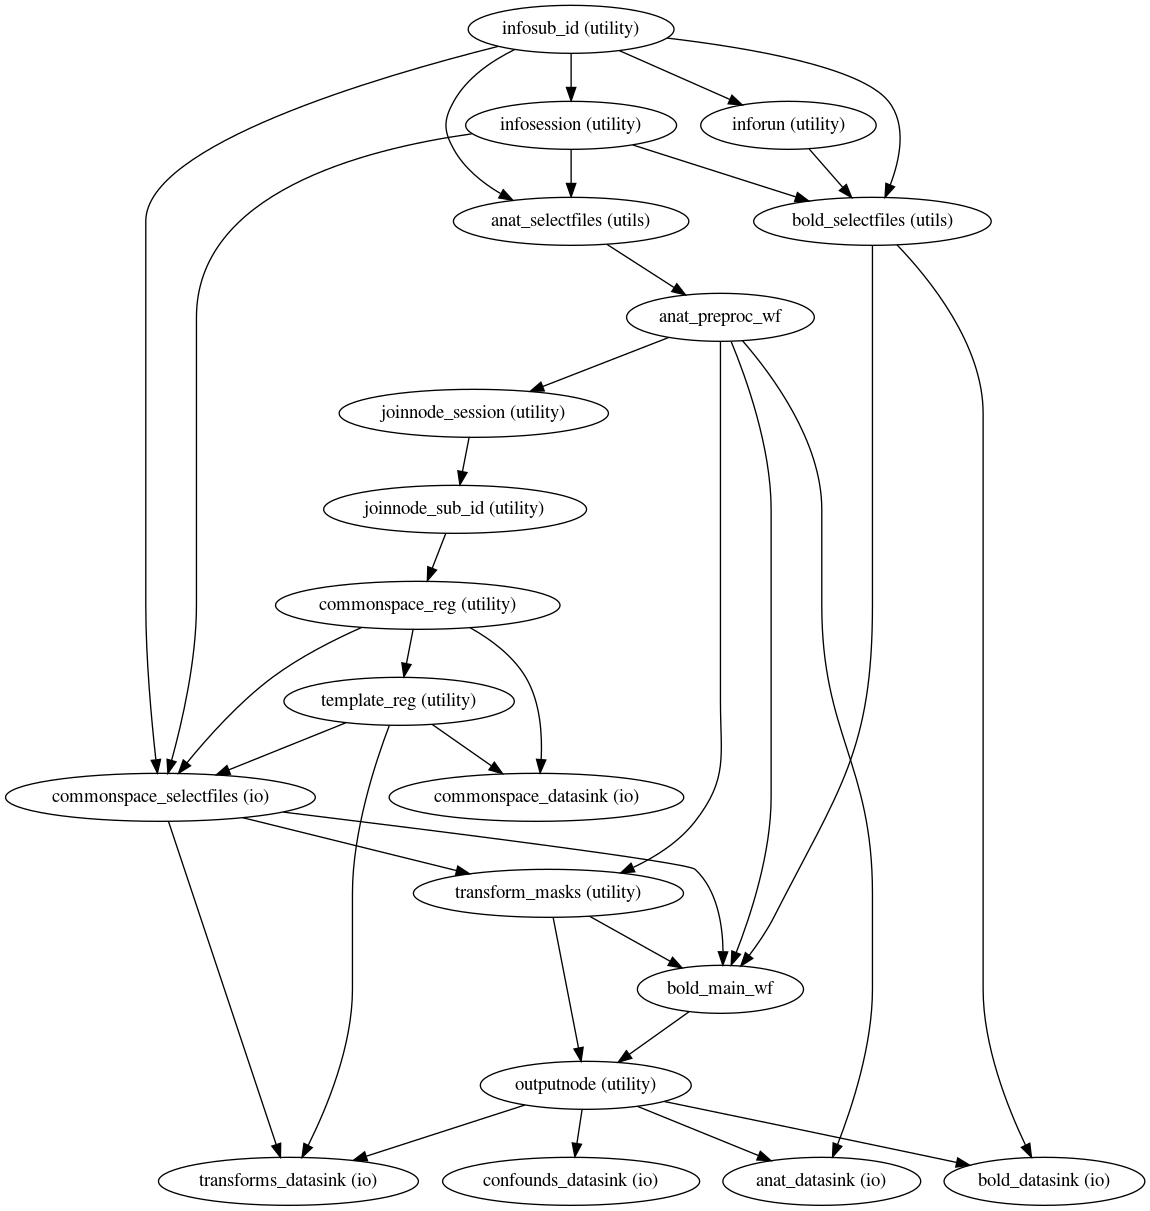 infosub_id (utility)
infosession (utility)
inforun (utility)
anat_selectfiles (utils)
bold_selectfiles (utils)
anat_preproc_wf
joinnode_session (utility)
joinnode_sub_id (utility)
commonspace_reg (utility)
template_reg (utility)
commonspace_selectfiles (io)
commonspace_datasink (io)
transform_masks (utility)
bold_main_wf
outputnode (utility)
transforms_datasink (io)
confounds_datasink (io)
anat_datasink (io)
bold_datasink (io)